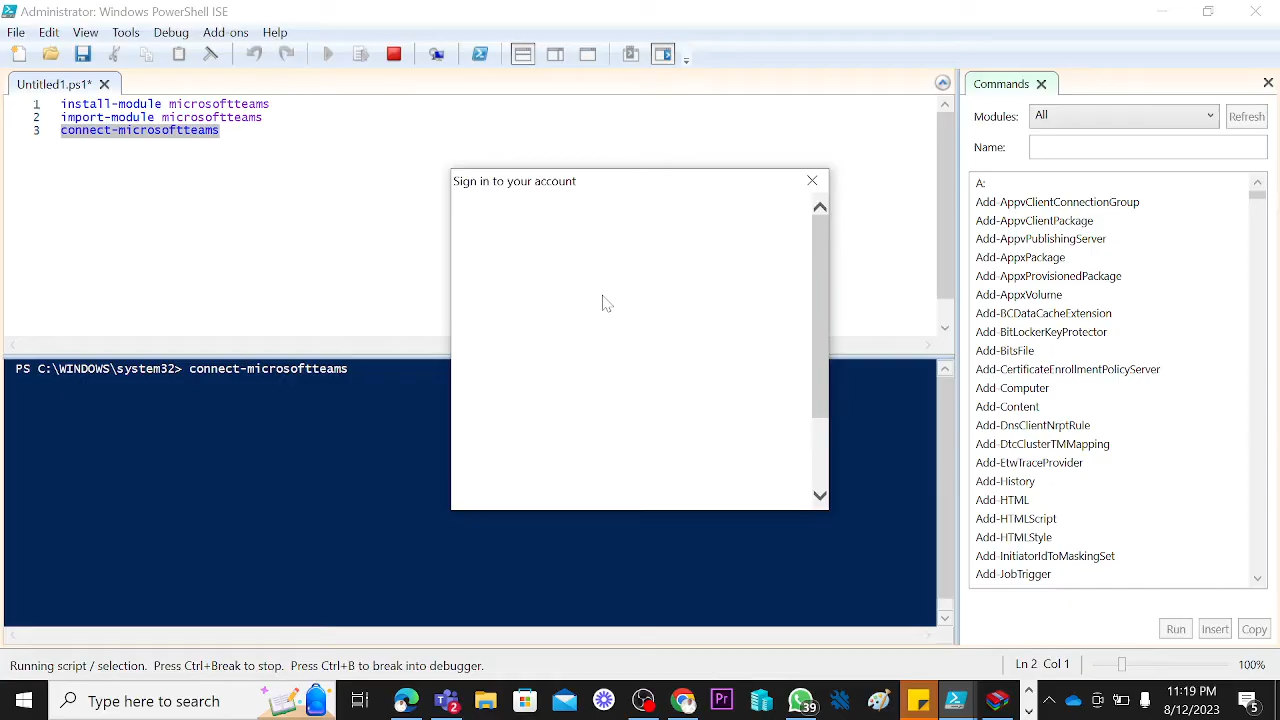 Administrator: Windows PowerShell ISE
File Edit View Tools Debug Add-ons Help
Untitled1.ps1*
1 install-module microsoftteams
2 import-module microsoftteams
3 connect-microsoftteams
Sign in to your account
PS C:\WINDOWS\system32> connect-microsoftteams
Commands
Modules: All Refresh
Name:
A:
Add-AppvClientConnectionGroup
Add-AppvClientPackage
Add-AppvPublishingServer
Add-AppxPackage
Add-AppxProvisionedPackage
Add-AppxVolume
Add-BCDataCacheExtension
Add-BitLockerKeyProtector
Add-BitsFile
Add-CertificateEnrollmentPolicyServer
Add-Computer
Add-Content
Add-DnsClientNrptRule
Add-DtcClusterTMMapping
Add-EtwTraceProvider
Add-History
Add-HTML
Add-HTMLScript
Add-HTMLStyle
Add-InitiatorIdToMaskingSet
Add-JobTrigger
Run Insert Copy
Running script / selection. Press Ctrl+Break to stop. Press Ctrl+B to break into debugger.
Ln 2 Col 1
100%
Type here to search
2
Pr
39
11:19 PM
8/12/2023
5